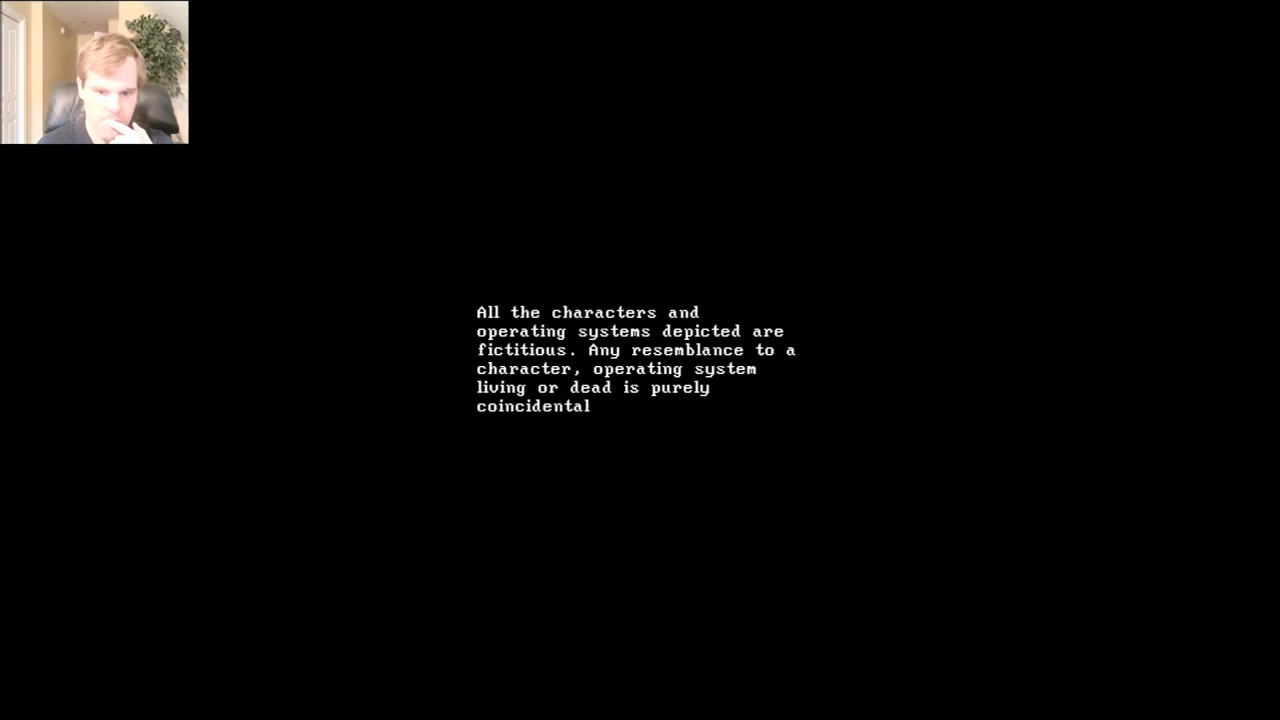 All the characters and
operating systems depicted are
fictitious. Any resemblance to a
character, operating system
living or dead is purely
coincidental